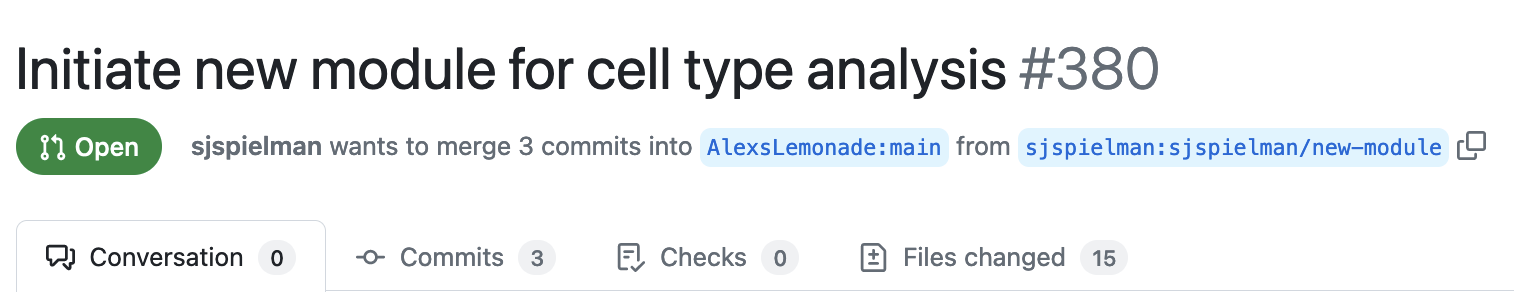 Initiate new module for cell type analysis #380
Open sjspielman wants to merge 3 commits into AlexsLemonade:main from sjspielman:sjspielman/new-module
Conversation 0 Commits 3 Checks 0 Files changed 15